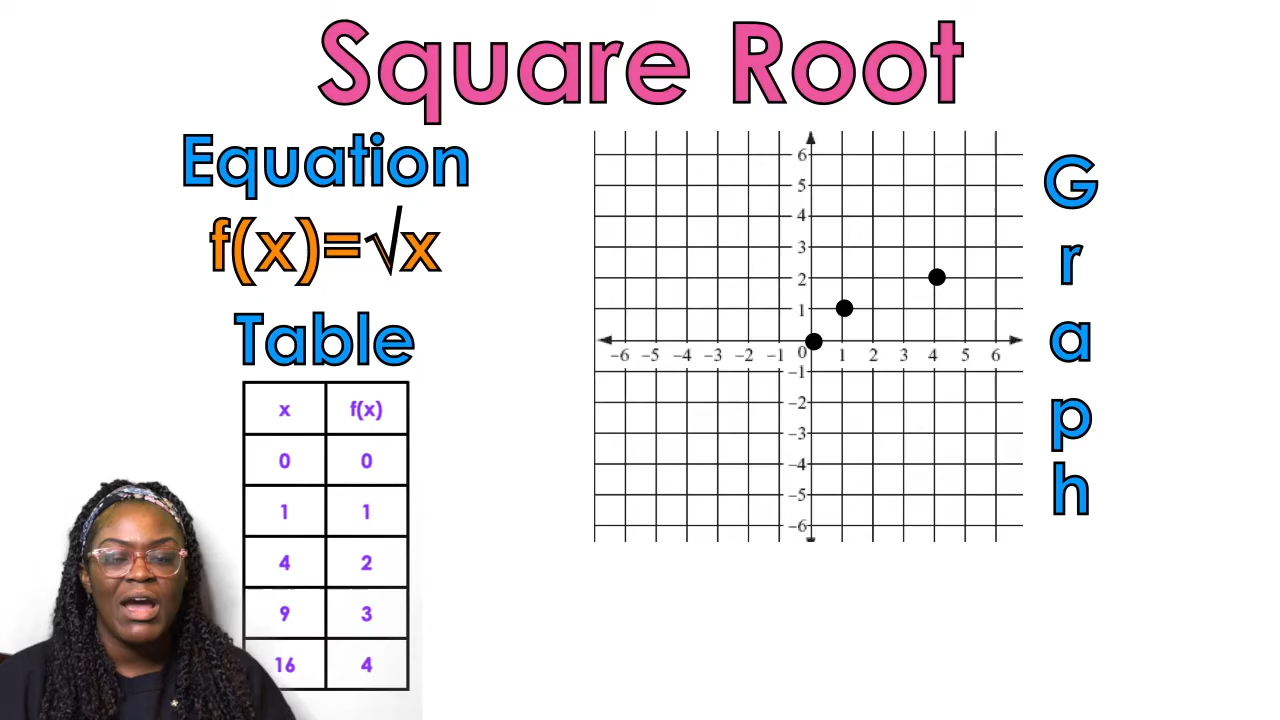 Square Root
Equation
f(x)=√x
Table
x f(x)
0 0
1 1
4 2
9 3
16 4
6
5
4
3
2
1
0
–6 –5 –4 –3 –2 –1 1 2 3 4 5 6
–1
–2
–3
–4
–5
–6
G
r
a
p
h